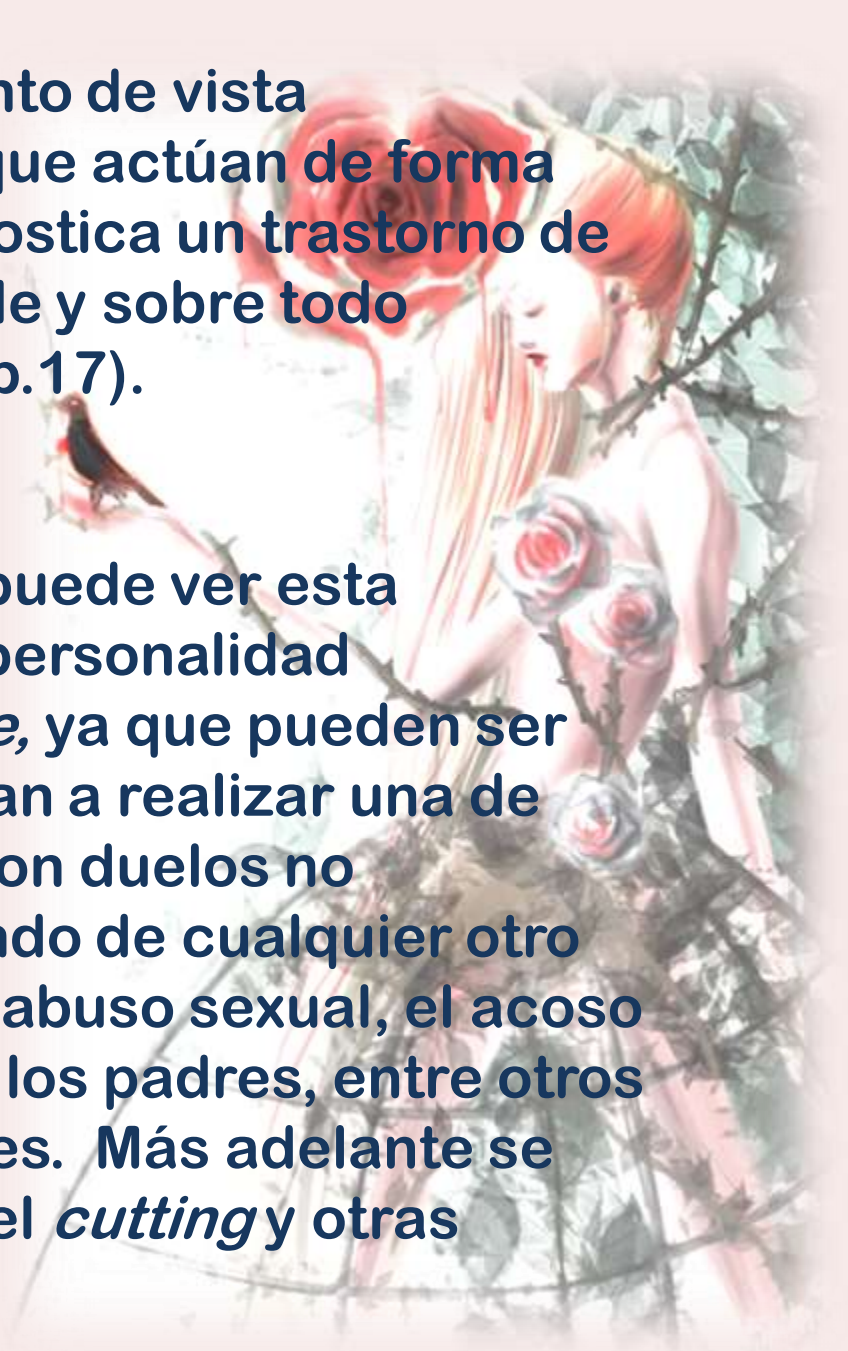 nto de vista
que actúan de forma
ostica un trastorno de
le y sobre todo
p.17).
puede ver esta
personalidad
e, ya que pueden ser
an a realizar una de
on duelos no
ndo de cualquier otro
abuso sexual, el acoso
los padres, entre otros
es. Más adelante se
el cutting y otras